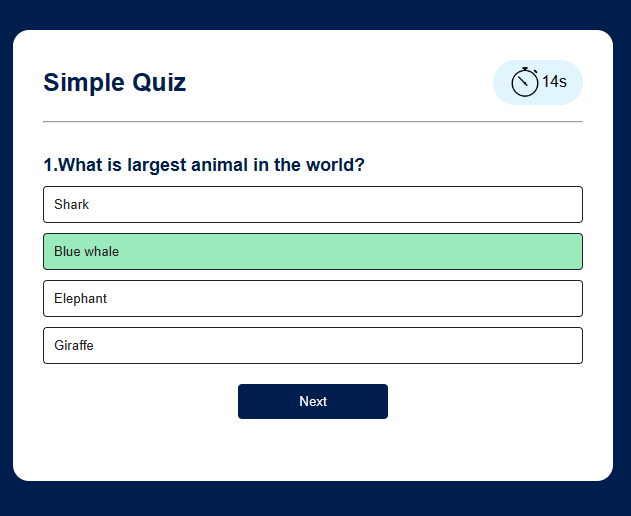 Simple Quiz
14s
1.What is largest animal in the world?
Shark
Blue whale
Elephant
Giraffe
Next